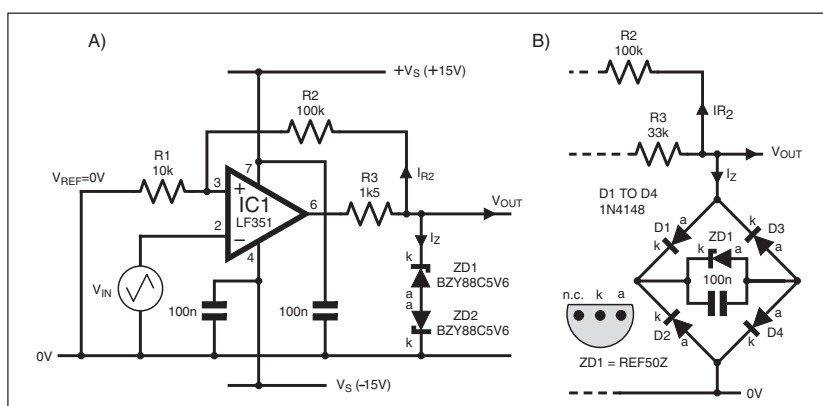 A)
+VS (+15V)
R2
100k
R1
10k
VREF=0V
3
7
+
IC1
LF351
6
R3
1k5
IR2
VOUT
2
–
4
IZ
k
ZD1
BZY88C5V6
a
a
ZD2
BZY88C5V6
k
VIN
100n
100n
0V
VS (–15V)
B)
R2
100k
IR2
R3
33k
VOUT
IZ
D1 TO D4
1N4148
D1
a
k
k
D3
a
ZD1
k
a
100n
n.c. k a
k
D2
a
a
D4
k
ZD1 = REF50Z
0V